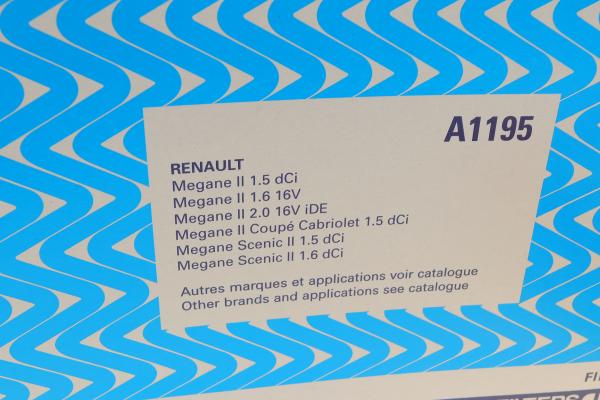 A1195
RENAULT
Megane II 1.5 dCi
Megane II 1.6 16V
Megane II 2.0 16V iDE
Megane II Coupé Cabriolet 1.5 dCi
Megane Scenic II 1.5 dCi
Megane Scenic II 1.6 dCi
Autres marques et applications voir catalogue
Other brands and applications see catalogue